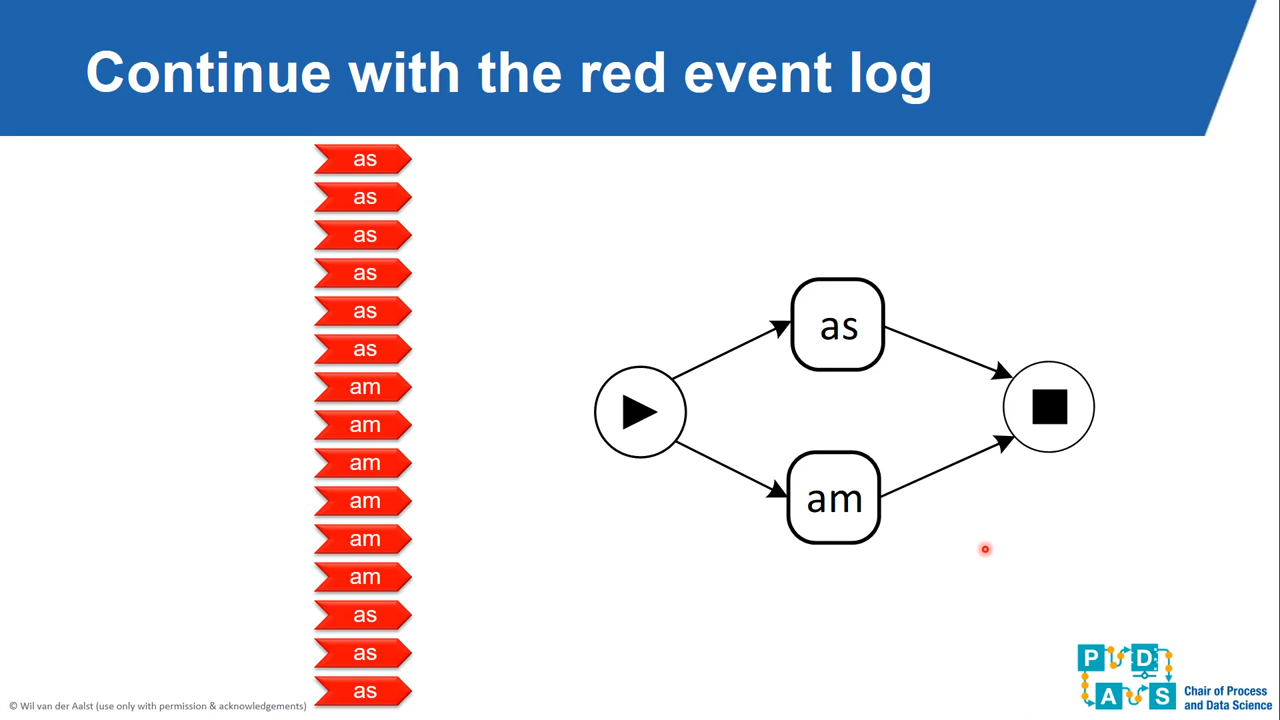 Continue with the red event log
as
as
as
as
as
as
am
am
am
am
am
am
as
as
as
as
am
P D
A S
Chair of Process
and Data Science
© Wil van der Aalst (use only with permission & acknowledgements)